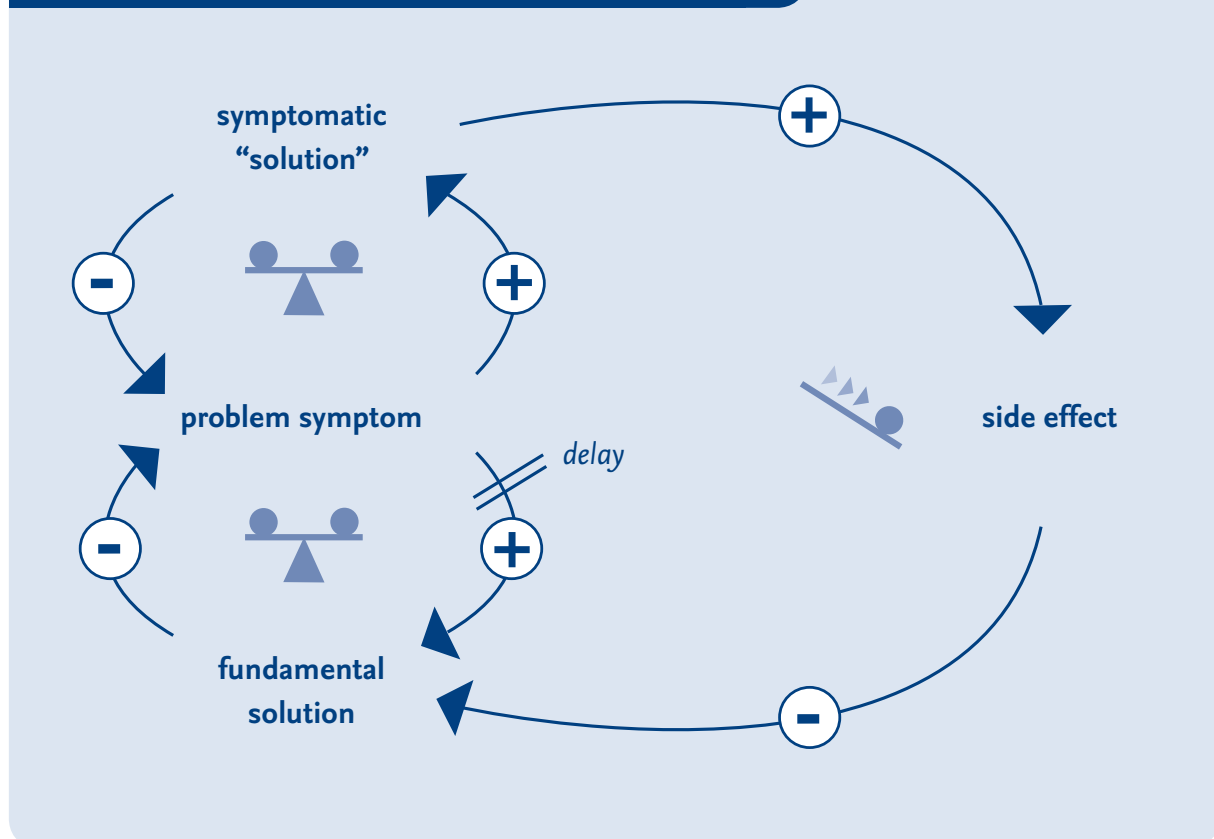 symptomatic
“solution”
+
-
+
problem symptom
side effect
delay
-
+
fundamental
solution
-